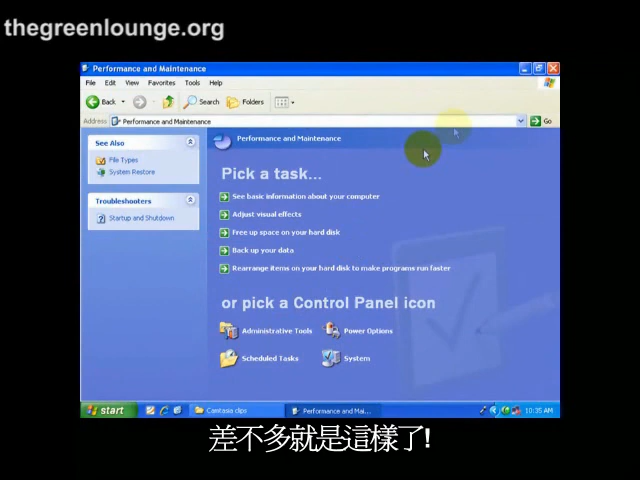 thegreenlounge.org
Performance and Maintenance
File Edit View Favorites Tools Help
Back Search Folders
Address Performance and Maintenance Go
See Also
File Types
System Restore
Troubleshooters
Startup and Shutdown
Performance and Maintenance
Pick a task...
See basic information about your computer
Adjust visual effects
Free up space on your hard disk
Back up your data
Rearrange items on your hard disk to make programs run faster
or pick a Control Panel icon
Administrative Tools Power Options
Scheduled Tasks System
start Camtasia clips Performance and Mai... 10:35 AM
差不多就是這樣了!